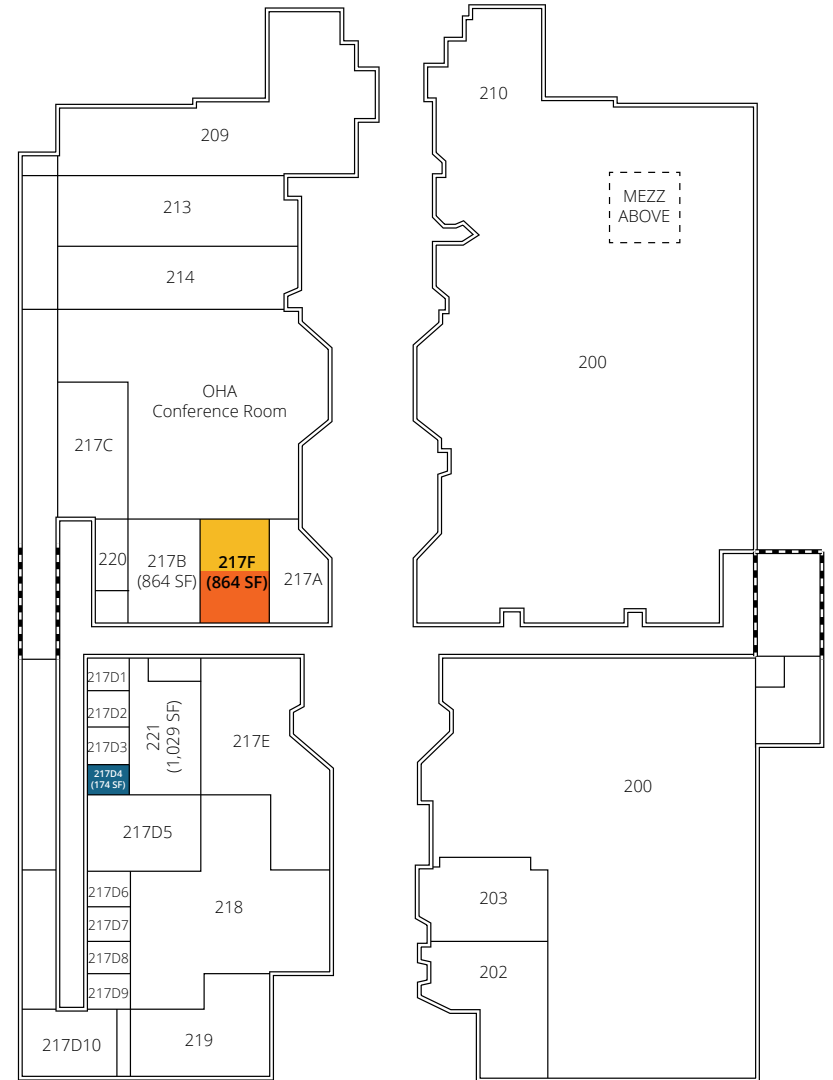 210
209
MEZZ
ABOVE
213
214
200
OHA
Conference Room
217C
220
217B
(864 SF)
217F
(864 SF)
217A
217D1
217D2
217D3
217D4
(174 SF)
221
(1,029 SF)
217E
200
217D5
217D6
217D7
217D8
217D9
218
203
202
217D10
219